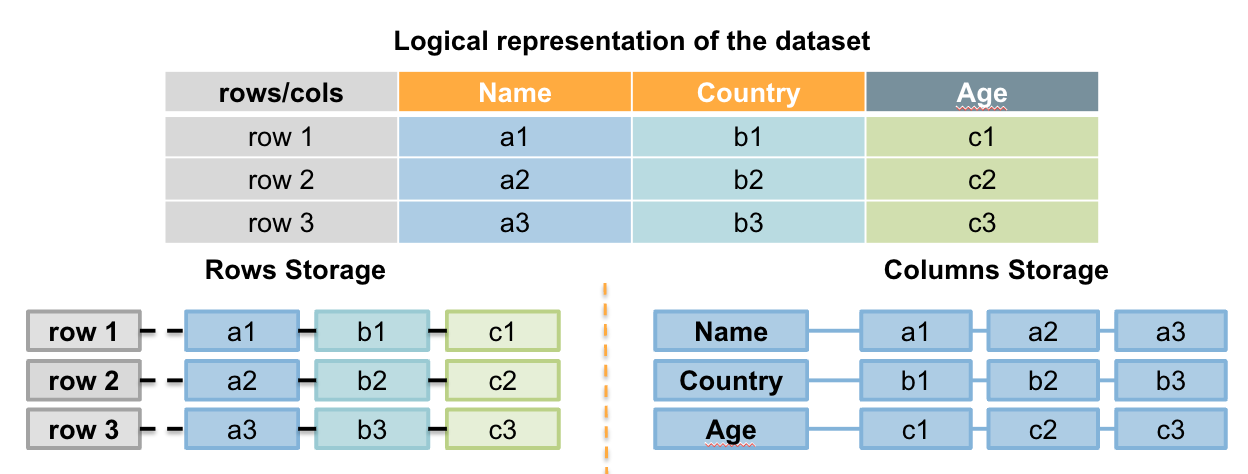 Logical representation of the dataset
rows/cols Name Country Age
row 1 a1 b1 c1
row 2 a2 b2 c2
row 3 a3 b3 c3
Rows Storage
Columns Storage
row 1 a1 b1 c1
row 2 a2 b2 c2
row 3 a3 b3 c3
Name a1 a2 a3
Country b1 b2 b3
Age c1 c2 c3